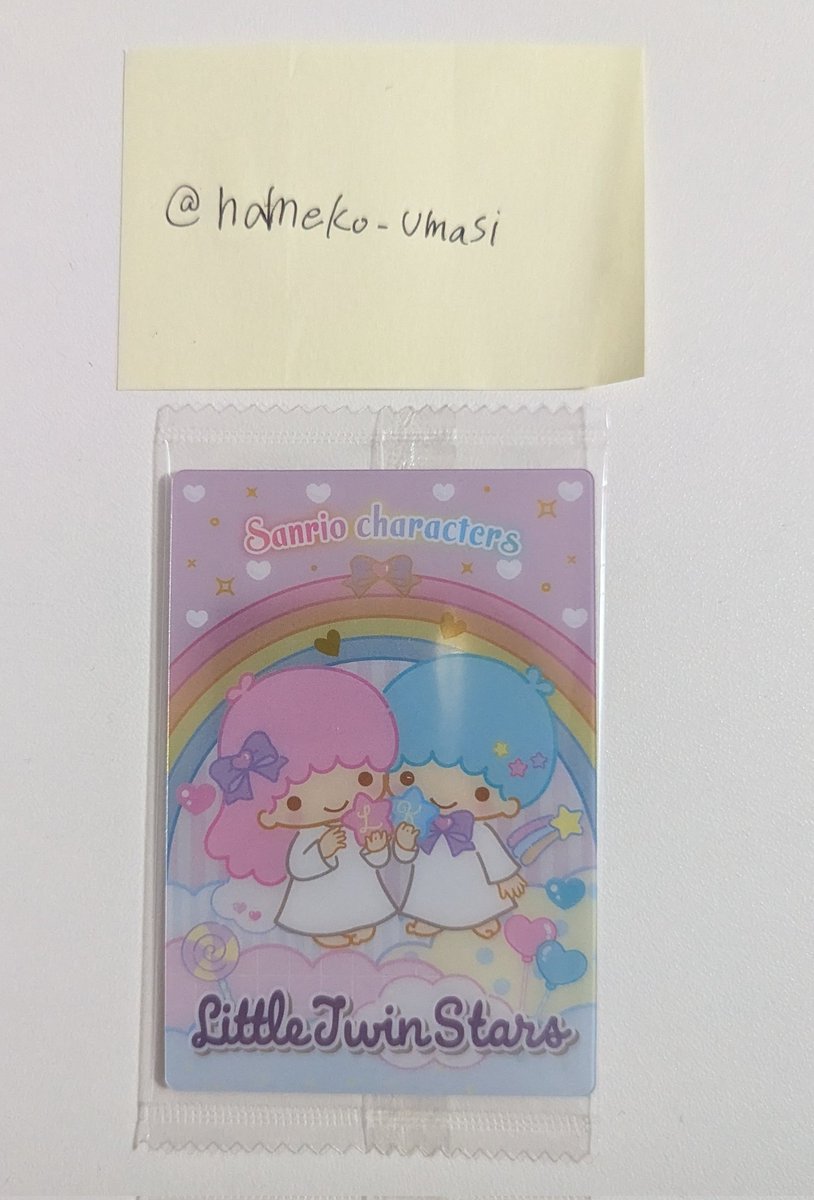 @hameko-umasi
Sanrio characters
L K
Little Twin Stars